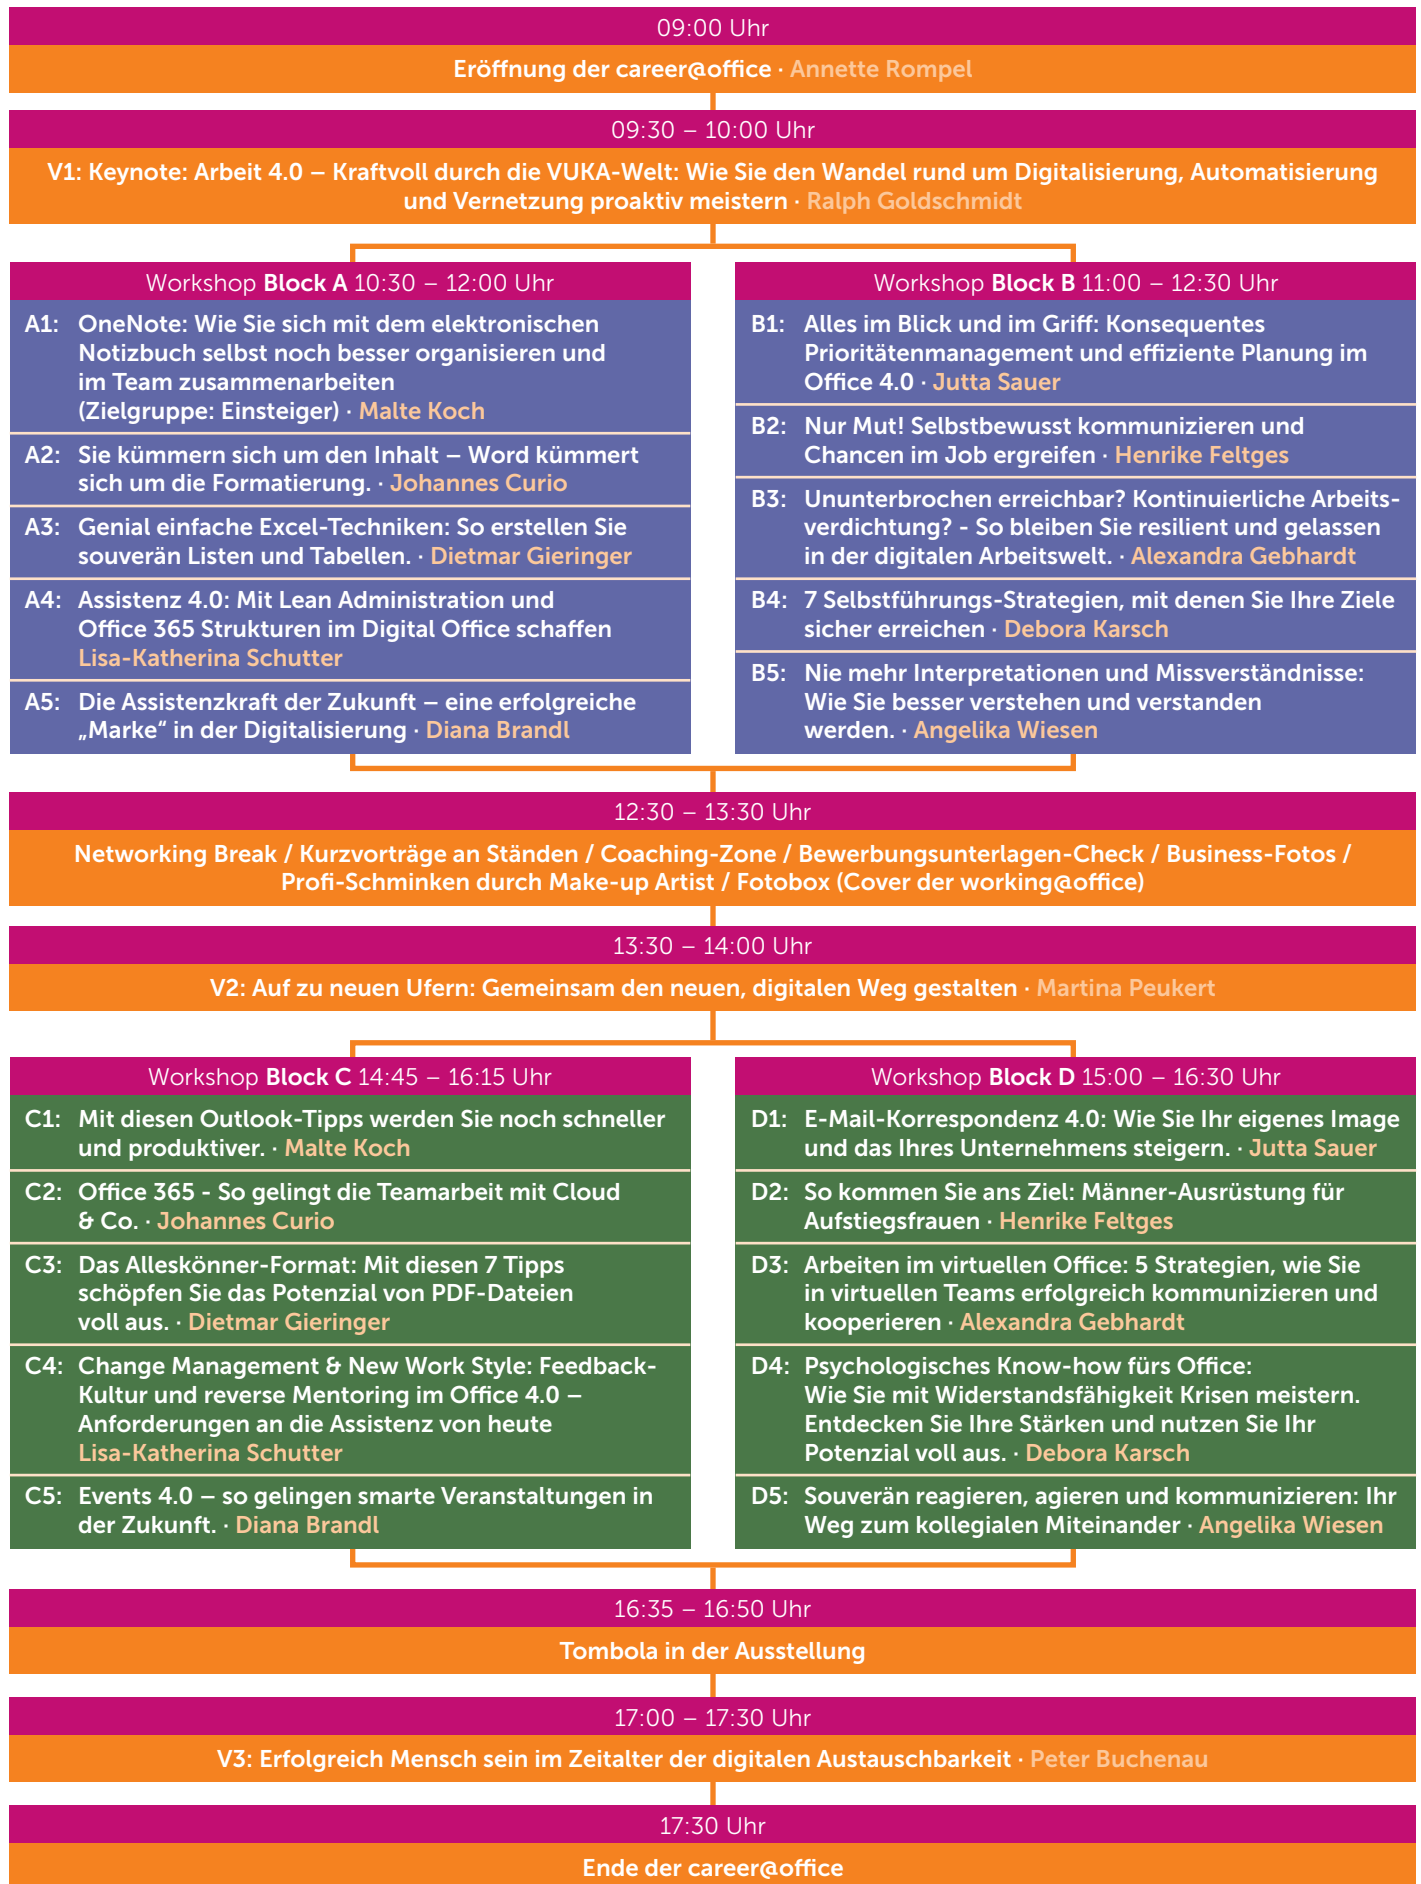 09:00 Uhr
Eröffnung der career@office · Annette Rompel
09:30 – 10:00 Uhr
V1: Keynote: Arbeit 4.0 – Kraftvoll durch die VUKA-Welt: Wie Sie den Wandel rund um Digitalisierung, Automatisierung
und Vernetzung proaktiv meistern · Ralph Goldschmidt
Workshop Block A 10:30 – 12:00 Uhr
A1: OneNote: Wie Sie sich mit dem elektronischen
Notizbuch selbst noch besser organisieren und
im Team zusammenarbeiten
(Zielgruppe: Einsteiger) · Malte Koch
A2: Sie kümmern sich um den Inhalt – Word kümmert
sich um die Formatierung. · Johannes Curio
A3: Genial einfache Excel-Techniken: So erstellen Sie
souverän Listen und Tabellen. · Dietmar Gieringer
A4: Assistenz 4.0: Mit Lean Administration und
Office 365 Strukturen im Digital Office schaffen
Lisa-Katherina Schutter
A5: Die Assistenzkraft der Zukunft – eine erfolgreiche
„Marke“ in der Digitalisierung · Diana Brandl
Workshop Block B 11:00 – 12:30 Uhr
B1: Alles im Blick und im Griff: Konsequentes
Prioritätenmanagement und effiziente Planung im
Office 4.0 · Jutta Sauer
B2: Nur Mut! Selbstbewusst kommunizieren und
Chancen im Job ergreifen · Henrike Feltges
B3: Ununterbrochen erreichbar? Kontinuierliche Arbeits-
verdichtung? - So bleiben Sie resilient und gelassen
in der digitalen Arbeitswelt. · Alexandra Gebhardt
B4: 7 Selbstführungs-Strategien, mit denen Sie Ihre Ziele
sicher erreichen · Debora Karsch
B5: Nie mehr Interpretationen und Missverständnisse:
Wie Sie besser verstehen und verstanden
werden. · Angelika Wiesen
12:30 – 13:30 Uhr
Networking Break / Kurzvorträge an Ständen / Coaching-Zone / Bewerbungsunterlagen-Check / Business-Fotos /
Profi-Schminken durch Make-up Artist / Fotobox (Cover der working@office)
13:30 – 14:00 Uhr
V2: Auf zu neuen Ufern: Gemeinsam den neuen, digitalen Weg gestalten · Martina Peukert
Workshop Block C 14:45 – 16:15 Uhr
C1: Mit diesen Outlook-Tipps werden Sie noch schneller
und produktiver. · Malte Koch
C2: Office 365 - So gelingt die Teamarbeit mit Cloud
& Co. · Johannes Curio
C3: Das Alleskönner-Format: Mit diesen 7 Tipps
schöpfen Sie das Potenzial von PDF-Dateien
voll aus. · Dietmar Gieringer
C4: Change Management & New Work Style: Feedback-
Kultur und reverse Mentoring im Office 4.0 –
Anforderungen an die Assistenz von heute
Lisa-Katherina Schutter
C5: Events 4.0 – so gelingen smarte Veranstaltungen in
der Zukunft. · Diana Brandl
Workshop Block D 15:00 – 16:30 Uhr
D1: E-Mail-Korrespondenz 4.0: Wie Sie Ihr eigenes Image
und das Ihres Unternehmens steigern. · Jutta Sauer
D2: So kommen Sie ans Ziel: Männer-Ausrüstung für
Aufstiegsfrauen · Henrike Feltges
D3: Arbeiten im virtuellen Office: 5 Strategien, wie Sie
in virtuellen Teams erfolgreich kommunizieren und
kooperieren · Alexandra Gebhardt
D4: Psychologisches Know-how fürs Office:
Wie Sie mit Widerstandsfähigkeit Krisen meistern.
Entdecken Sie Ihre Stärken und nutzen Sie Ihr
Potenzial voll aus. · Debora Karsch
D5: Souverän reagieren, agieren und kommunizieren: Ihr
Weg zum kollegialen Miteinander · Angelika Wiesen
16:35 – 16:50 Uhr
Tombola in der Ausstellung
17:00 – 17:30 Uhr
V3: Erfolgreich Mensch sein im Zeitalter der digitalen Austauschbarkeit · Peter Buchenau
17:30 Uhr
Ende der career@office